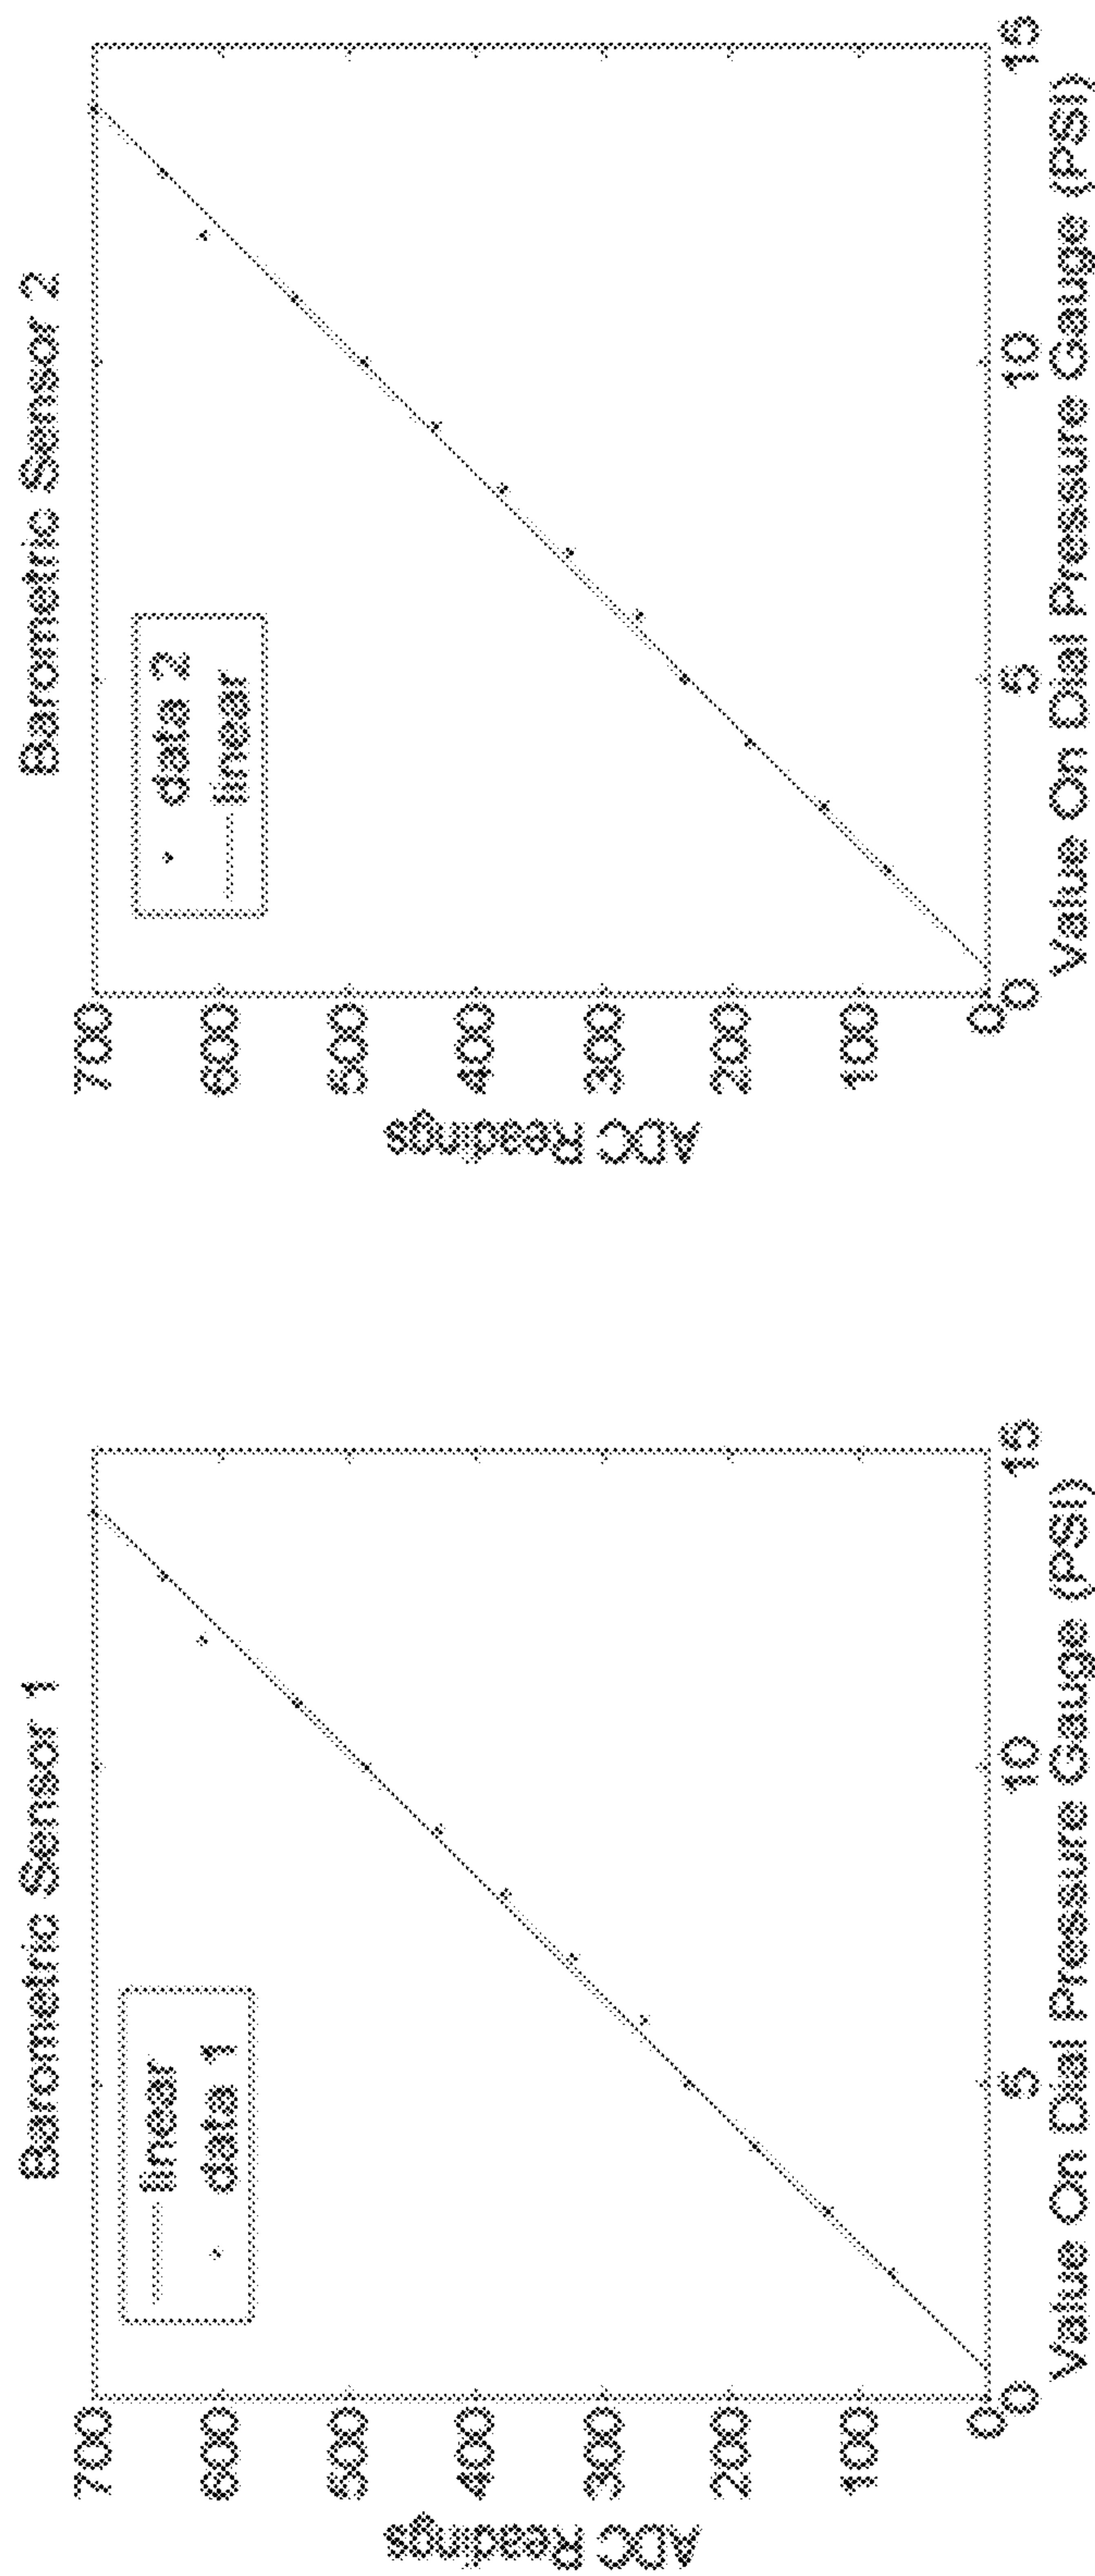 Barometric Sensor 1
linear
data 1
700
600
500
400
300
200
100
0
ADC Readings
0
5
10
15
Value On Dial Pressure Gauge (PSI)
Barometric Sensor 2
data 2
linear
700
600
500
400
300
200
100
0
ADC Readings
0
5
10
15
Value On Dial Pressure Gauge (PSI)